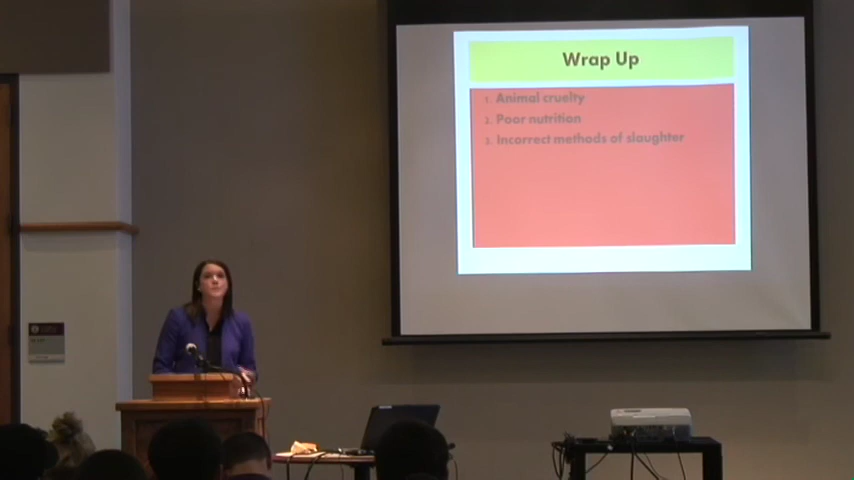 Wrap Up
1. Animal cruelty
2. Poor nutrition
3. Incorrect methods of slaughter